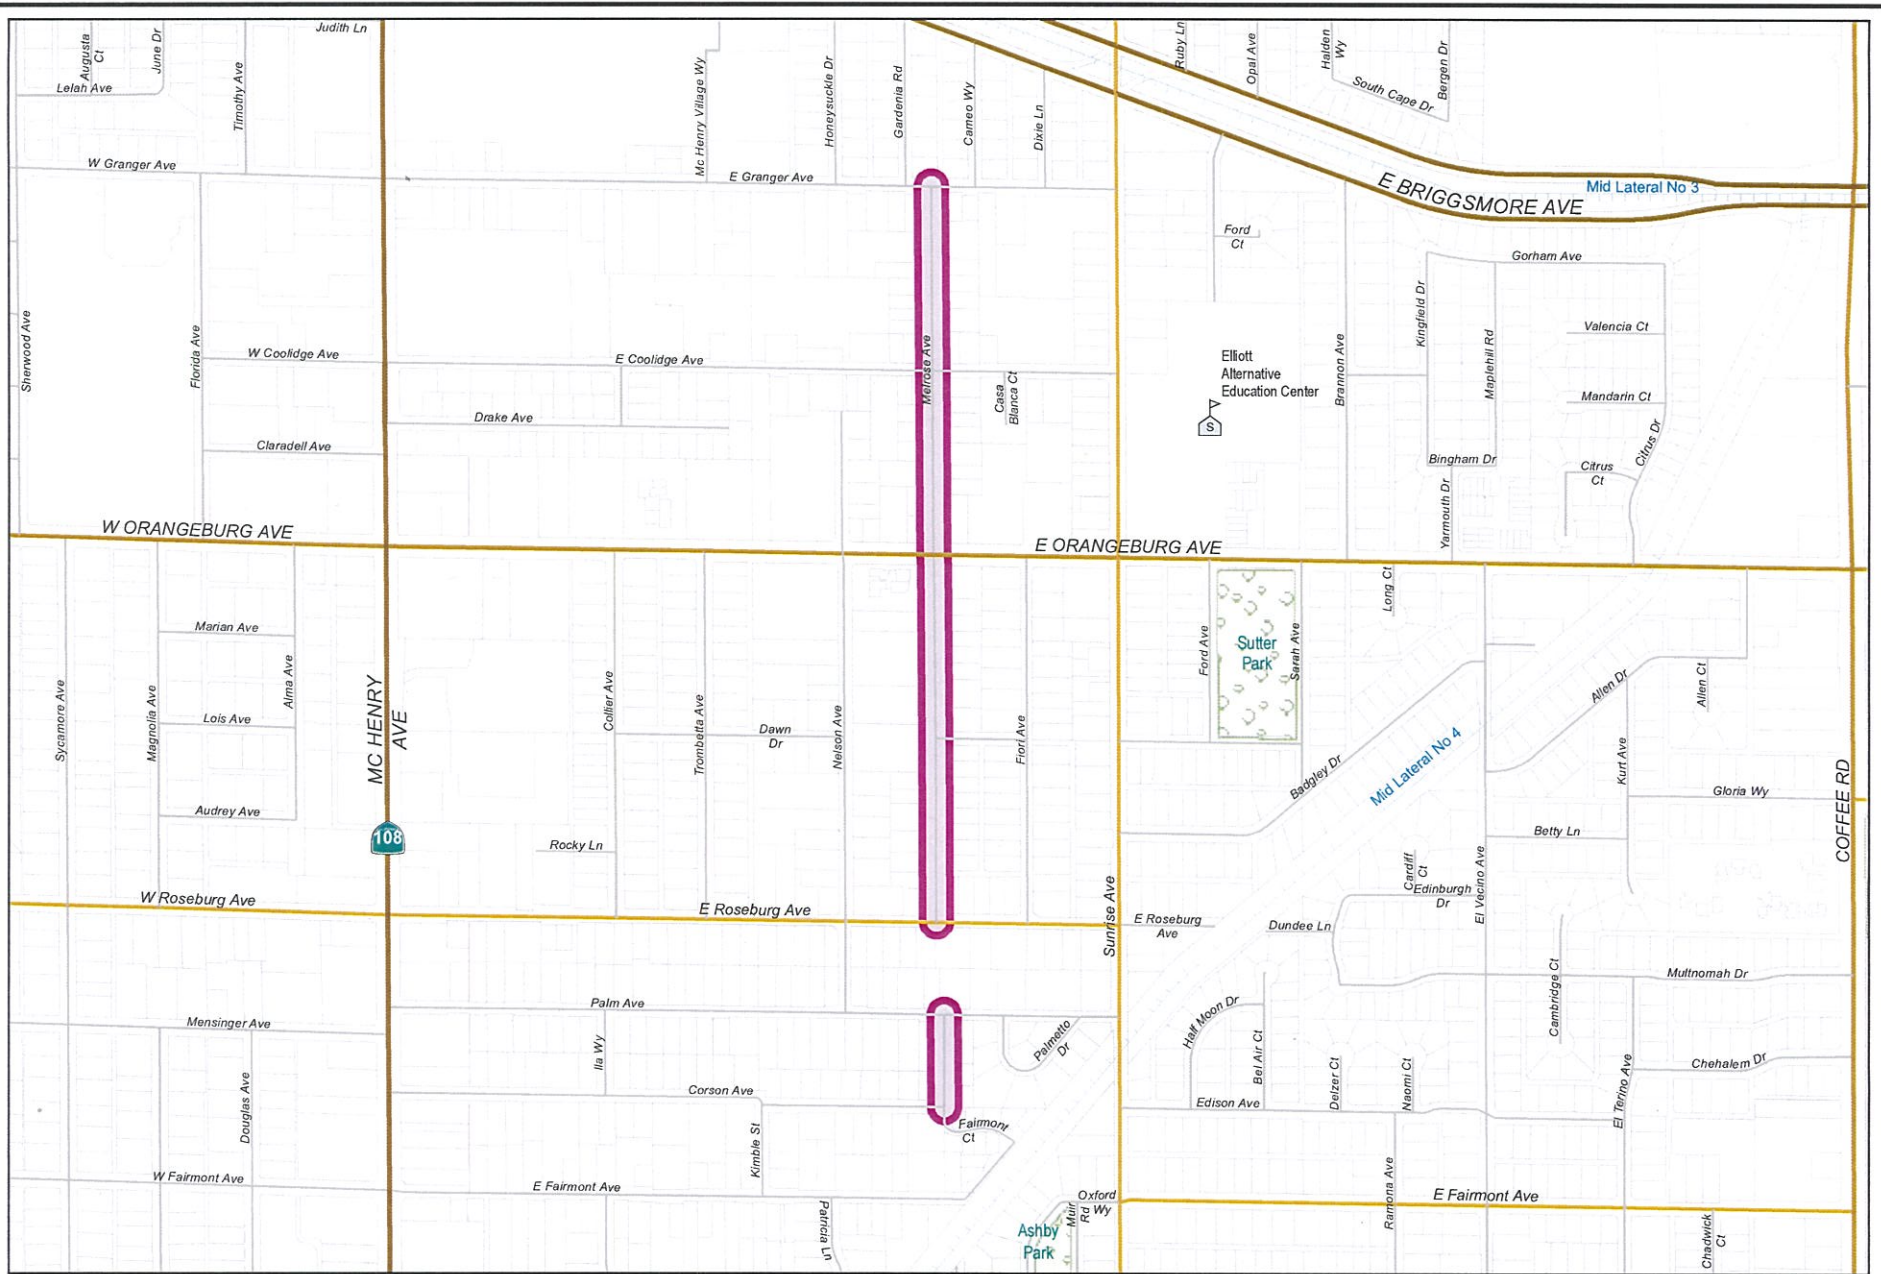 Judith Ln
Augusta
Ct
June Dr
Timothy Ave
Lelah Ave
Mc Henry Village Wy
Honeysuckle Dr
Gardenia Rd
Cameo Wy
Dixie Ln
Ruby Ln
Opal Ave
Halden
Wy
Bergen Dr
South Cape Dr
W Granger Ave
E Granger Ave
E BRIGGSMORE AVE
Mid Lateral No 3
Ford
Ct
Gorham Ave
Sherwood Ave
Florida Ave
W Coolidge Ave
E Coolidge Ave
Melrose Ave
Casa
Blanca Ct
Elliott
Alternative
Education Center
S
Brannon Ave
Kingfield Dr
Maplehill Rd
Valencia Ct
Mandarin Ct
Citrus Dr
Drake Ave
Claradell Ave
Bingham Dr
Citrus
Ct
Yarmouth Dr
W ORANGEBURG AVE
E ORANGEBURG AVE
Long Ct
Marian Ave
Ford Ave
Sutter
Park
Sarah Ave
Sycamore Ave
Magnolia Ave
Alma Ave
Lois Ave
MC HENRY
AVE
Collier Ave
Trombetta Ave
Dawn
Dr
Nelson Ave
Fiori Ave
Allen Dr
Allen Ct
Badgley Dr
Mid Lateral No 4
Kurt Ave
Gloria Wy
COFFEE RD
Audrey Ave
108
Rocky Ln
Betty Ln
Cardiff
Ct
Edinburgh
Dr
El Vecino Ave
W Roseburg Ave
E Roseburg Ave
Sunrise Ave
E Roseburg
Ave
Dundee Ln
Cambridge Ct
Multnomah Dr
Palm Ave
Mensinger Ave
Ila Wy
Palmetto
Dr
Half Moon Dr
Bel Air Ct
Delzer Ct
Naomi Ct
El Terino Ave
Chehalem Dr
Douglas Ave
Corson Ave
Edison Ave
Kimble St
Fairmont
Ct
W Fairmont Ave
E Fairmont Ave
Patricia Ln
Oxford
Wy
Muir
Rd
Ashby
Park
Ramona Ave
E Fairmont Ave
Chadwick
Ct